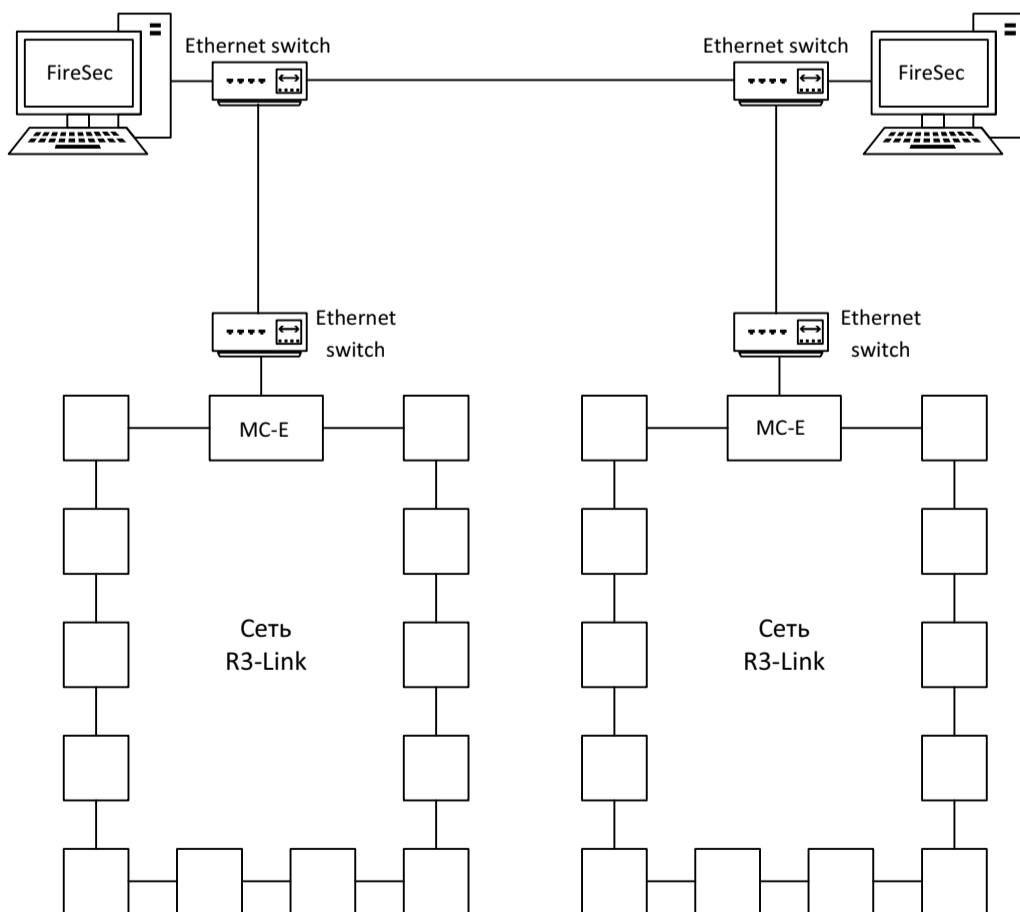 Ethernet switch
Ethernet switch
FireSec
FireSec
Ethernet
switch
Ethernet
switch
MC-E
MC-E
Сеть
R3-Link
Сеть
R3-Link